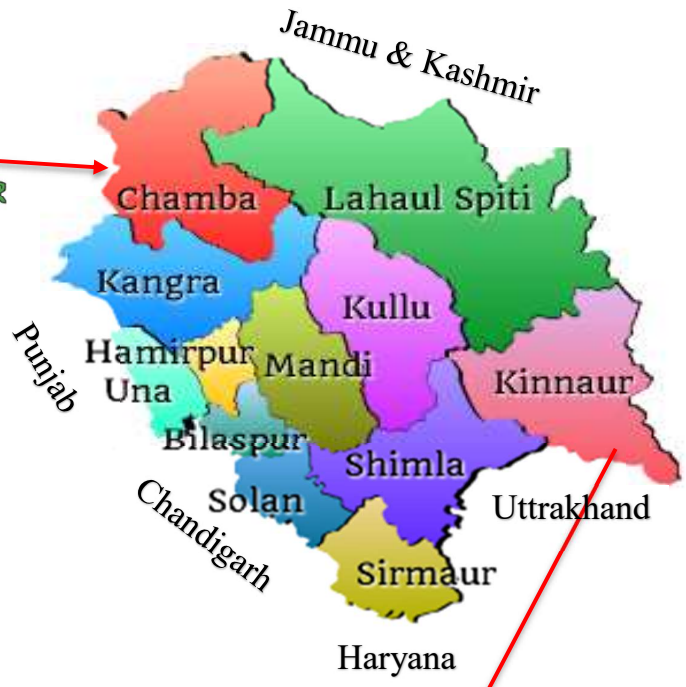 Jammu & Kashmir
Chamba
Lahaul Spiti
Kangra
Kullu
Punjab
Hamirpur
Mandi
Una
Kinnaur
Bilaspur
Shimla
Solan
Chandigarh
Uttrakhand
Sirmaur
Haryana